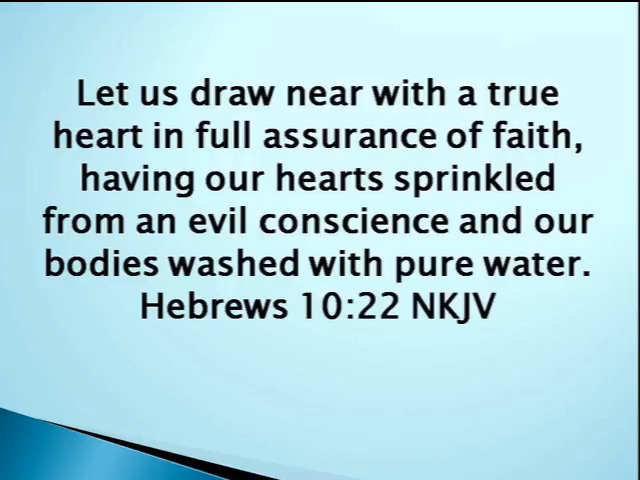 Let us draw near with a true
heart in full assurance of faith,
having our hearts sprinkled
from an evil conscience and our
bodies washed with pure water.
Hebrews 10:22 NKJV